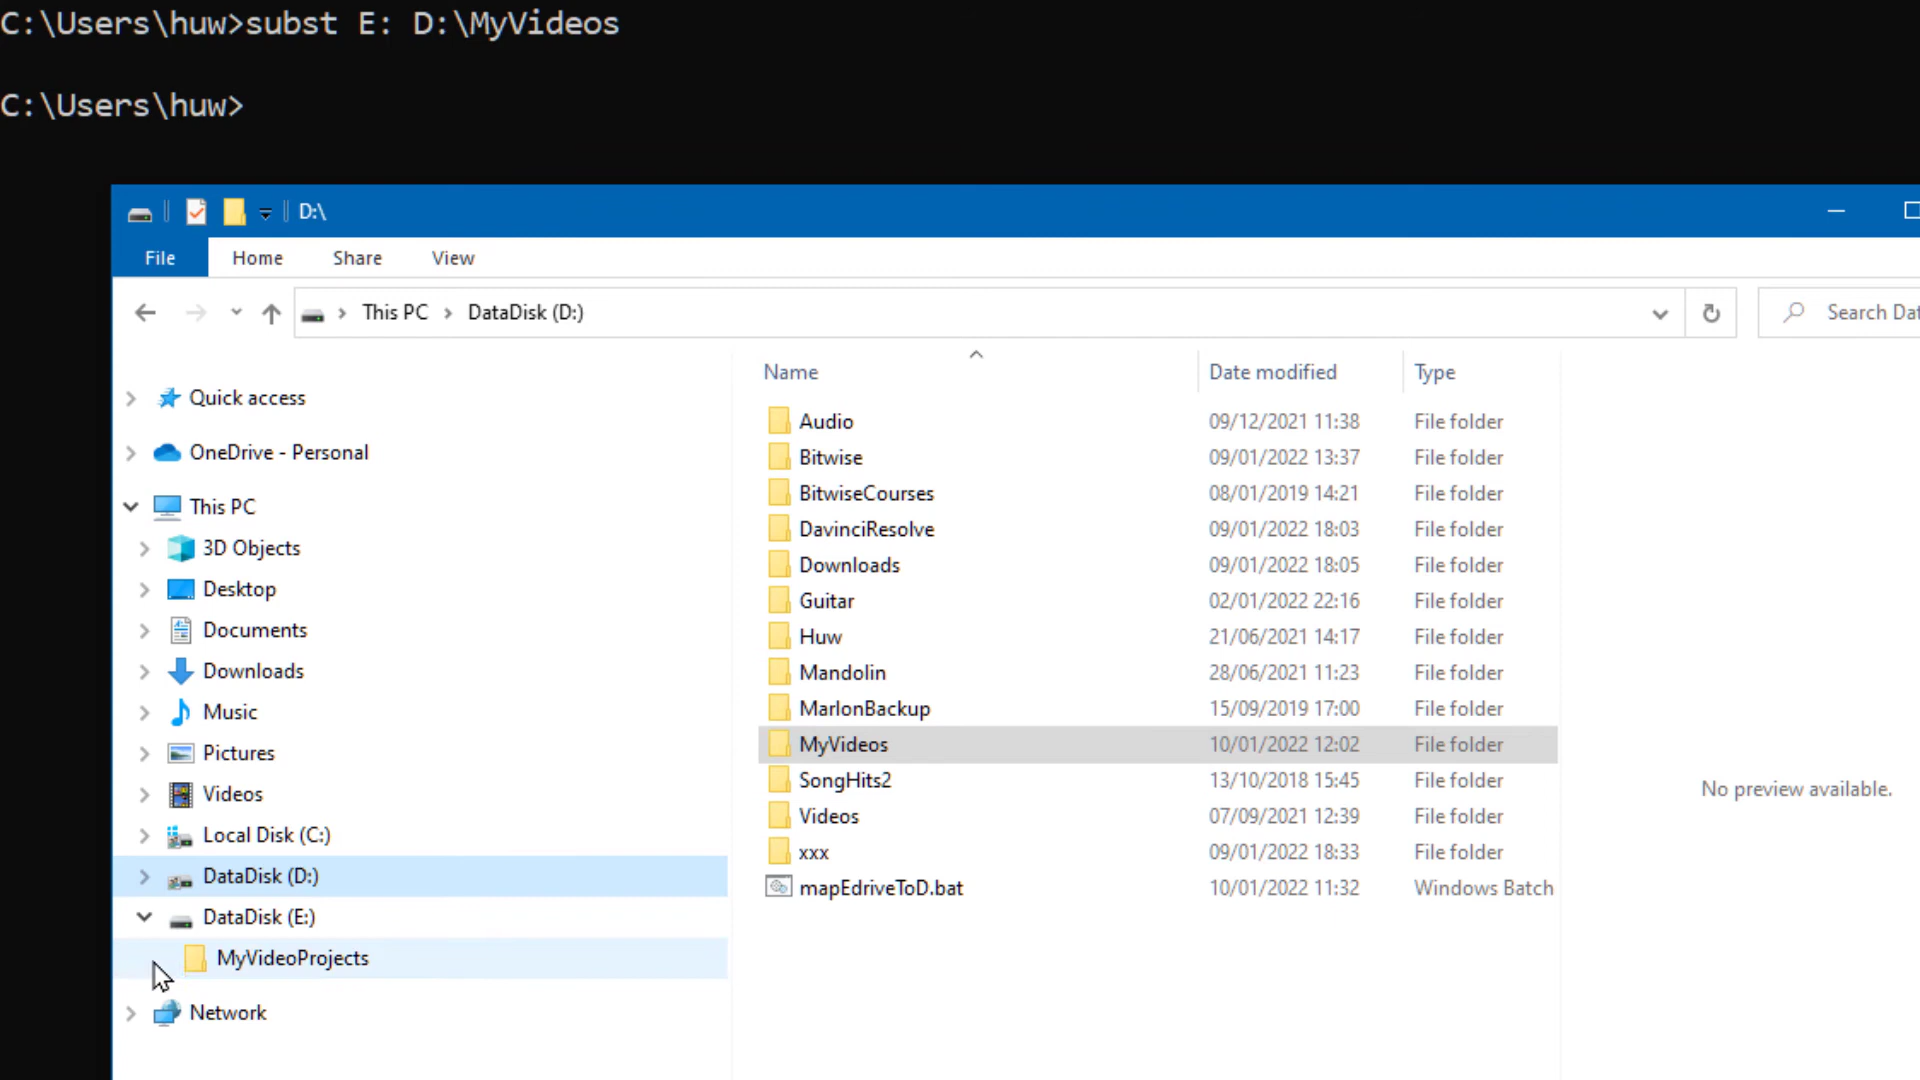 C:\Users\huw>subst E: D:\MyVideos
C:\Users\huw>
D:\
File Home Share View
This PC DataDisk (D:)
Search Dat
Quick access
OneDrive - Personal
This PC
3D Objects
Desktop
Documents
Downloads
Music
Pictures
Videos
Local Disk (C:)
DataDisk (D:)
DataDisk (E:)
MyVideoProjects
Network
Name Date modified Type
Audio 09/12/2021 11:38 File folder
Bitwise 09/01/2022 13:37 File folder
BitwiseCourses 08/01/2019 14:21 File folder
DavinciResolve 09/01/2022 18:03 File folder
Downloads 09/01/2022 18:05 File folder
Guitar 02/01/2022 22:16 File folder
Huw 21/06/2021 14:17 File folder
Mandolin 28/06/2021 11:23 File folder
MarlonBackup 15/09/2019 17:00 File folder
MyVideos 10/01/2022 12:02 File folder
SongHits2 13/10/2018 15:45 File folder
Videos 07/09/2021 12:39 File folder
xxx 09/01/2022 18:33 File folder
mapEdriveToD.bat 10/01/2022 11:32 Windows Batch
No preview available.